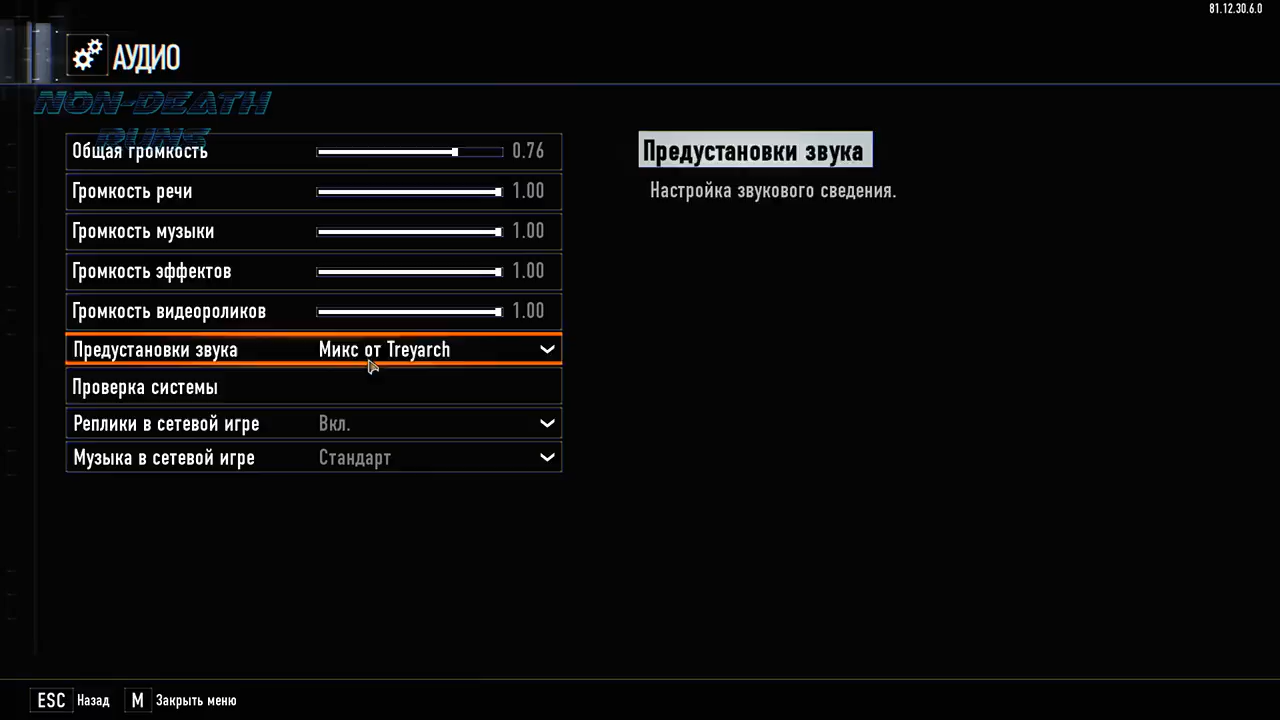 81.12.30.6.0
АУДИО
NON-DEATH
RUNS
Общая громкость 0.76
Предустановки звука
Громкость речи 1.00
Настройка звукового сведения.
Громкость музыки 1.00
Громкость эффектов 1.00
Громкость видеороликов 1.00
Предустановки звука Микс от Treyarch
Проверка системы
Реплики в сетевой игре Вкл.
Музыка в сетевой игре Стандарт
ESC Назад M Закрыть меню